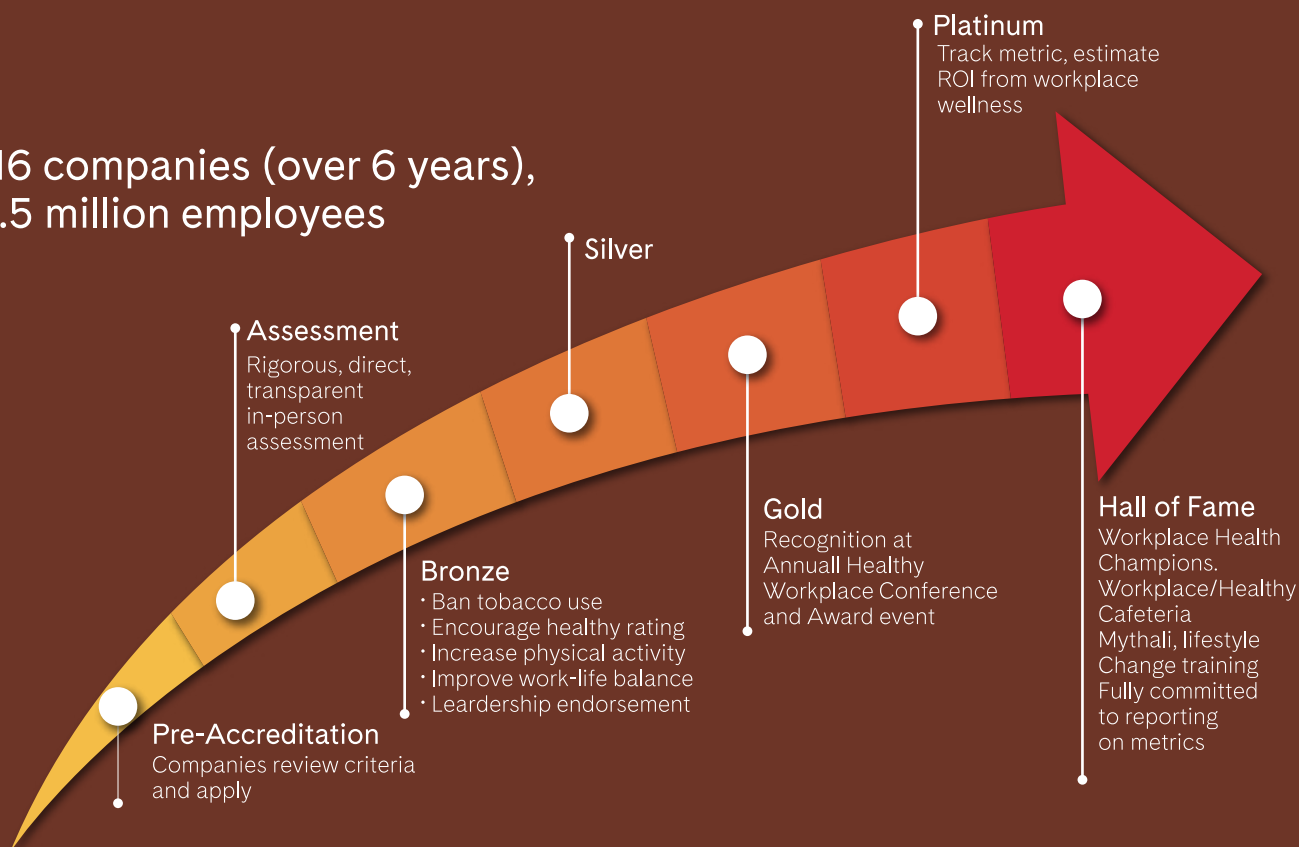 16 companies (over 6 years),
.5 million employees
Platinum
Track metric, estimate
ROI from workplace
wellness
Silver
Assessment
Rigorous, direct,
transparent
in-person
assessment
Bronze
· Ban tobacco use
· Encourage healthy rating
· Increase physical activity
· Improve work-life balance
· Leardership endorsement
Gold
Recognition at
Annuall Healthy
Workplace Conference
and Award event
Hall of Fame
Workplace Health
Champions.
Workplace/Healthy
Cafeteria
Mythali, lifestyle
Change training
Fully committed
to reporting
on metrics
Pre-Accreditation
Companies review criteria
and apply